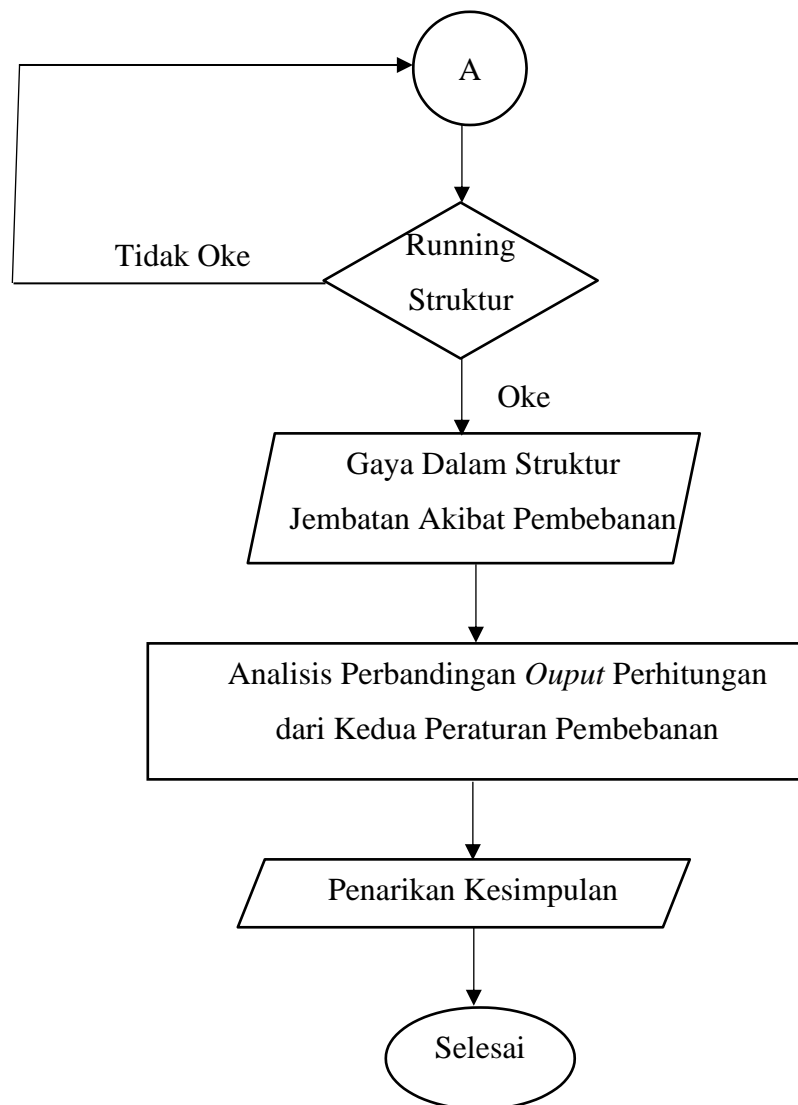 A
Running
Struktur
Tidak Oke
Oke
Gaya Dalam Struktur
Jembatan Akibat Pembebanan
Analisis Perbandingan Ouput Perhitungan
dari Kedua Peraturan Pembebanan
Penarikan Kesimpulan
Selesai